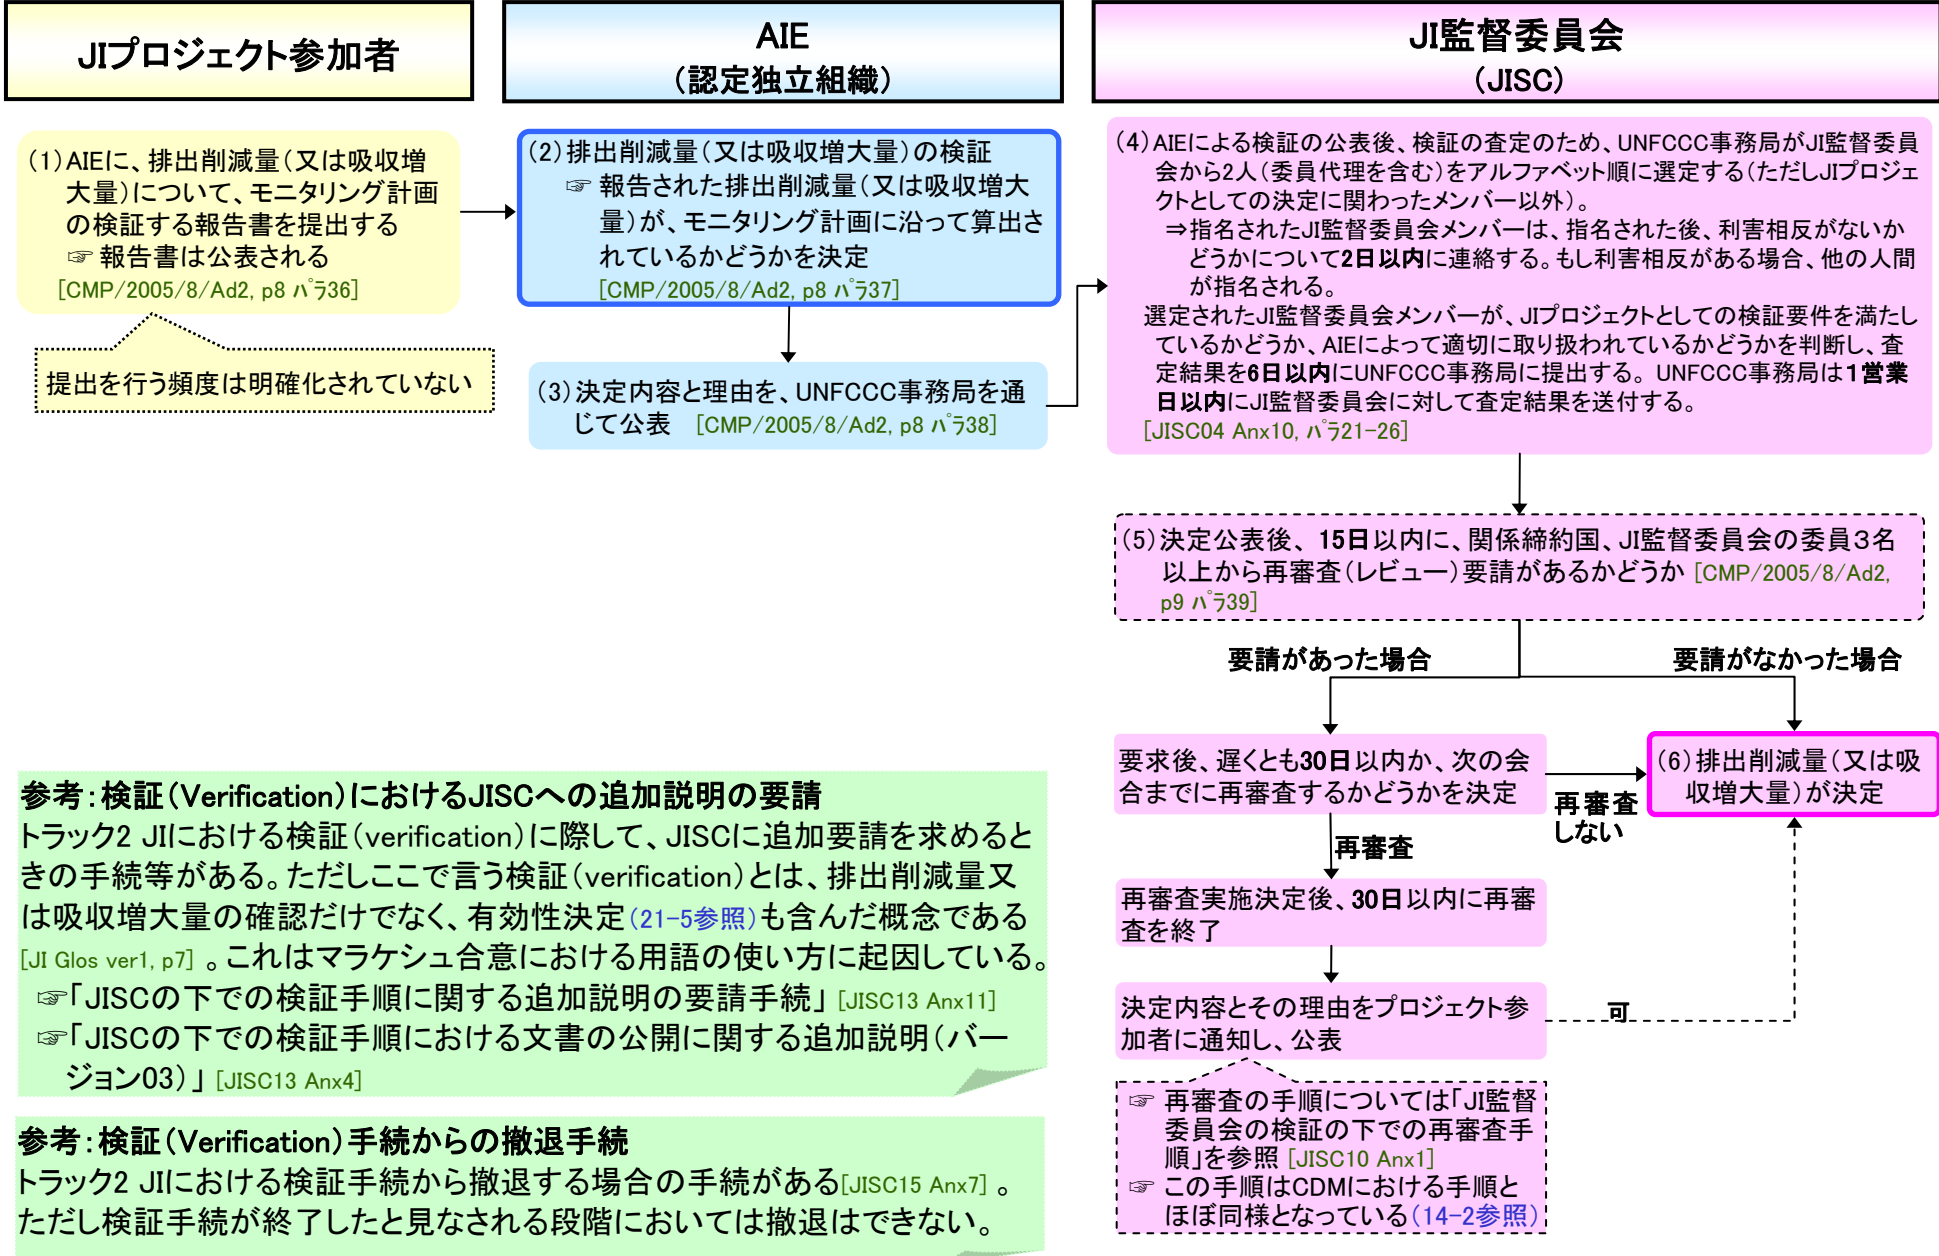 JIプロジェクト参加者
AIE
（認定独立組織）
JI監督委員会
（JISC）
（1）AIEに、排出削減量（又は吸収増
大量）について、モニタリング計画
の検証する報告書を提出する
☞ 報告書は公表される
[CMP/2005/8/Ad2, p8 パラ36]
提出を行う頻度は明確化されていない
（2）排出削減量（又は吸収増大量）の検証
☞ 報告された排出削減量（又は吸収増大
量）が、モニタリング計画に沿って算出さ
れているかどうかを決定
[CMP/2005/8/Ad2, p8 パラ37]
（3）決定内容と理由を、UNFCCC事務局を通
じて公表 [CMP/2005/8/Ad2, p8 パラ38]
（4）AIEによる検証の公表後、検証の査定のため、UNFCCC事務局がJI監督委員
会から2人（委員代理を含む）をアルファベット順に選定する（ただしJIプロジェ
クトとしての決定に関わったメンバー以外）。
⇒指名されたJI監督委員会メンバーは、指名された後、利害相反がないか
どうかについて2日以内に連絡する。もし利害相反がある場合、他の人間
が指名される。
選定されたJI監督委員会メンバーが、JIプロジェクトとしての検証要件を満たし
ているかどうか、AIEによって適切に取り扱われているかどうかを判断し、査
定結果を6日以内にUNFCCC事務局に提出する。UNFCCC事務局は１営業
日以内にJI監督委員会に対して査定結果を送付する。
[JISC04 Anx10, パラ21-26]
（5）決定公表後、15日以内に、関係締約国、JI監督委員会の委員３名
以上から再審査（レビュー）要請があるかどうか [CMP/2005/8/Ad2,
p9 パラ39]
要請があった場合
要請がなかった場合
要求後、遅くとも30日以内か、次の会
合までに再審査するかどうかを決定
再審査
しない
（6）排出削減量（又は吸
収増大量）が決定
再審査
再審査実施決定後、30日以内に再審
査を終了
決定内容とその理由をプロジェクト参
加者に通知し、公表
可
☞ 再審査の手順については「JI監督
委員会の検証の下での再審査手
順」を参照 [JISC10 Anx1]
☞ この手順はCDMにおける手順と
ほぼ同様となっている（14-2参照）
参考：検証（Verification）におけるJISCへの追加説明の要請
トラック2 JIにおける検証（verification）に際して、JISCに追加要請を求めると
きの手続等がある。ただしここで言う検証（verification）とは、排出削減量又
は吸収増大量の確認だけでなく、有効性決定（21-5参照）も含んだ概念である
[JI Glos ver1, p7] 。これはマラケシュ合意における用語の使い方に起因している。
☞「JISCの下での検証手順に関する追加説明の要請手続」 [JISC13 Anx11]
☞「JISCの下での検証手順における文書の公開に関する追加説明（バー
ジョン03）」 [JISC13 Anx4]
参考：検証（Verification）手続からの撤退手続
トラック2 JIにおける検証手続から撤退する場合の手続がある[JISC15 Anx7] 。
ただし検証手続が終了したと見なされる段階においては撤退はできない。